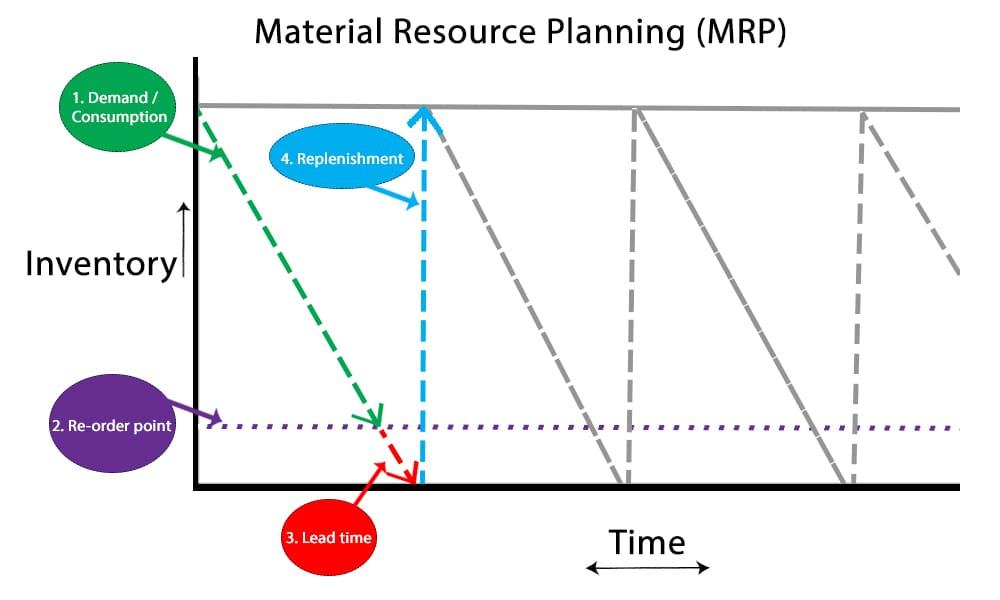 Material Resource Planning (MRP)
1. Demand /
Consumption
4. Replenishment
Inventory
2. Re-order point
3. Lead time
Time